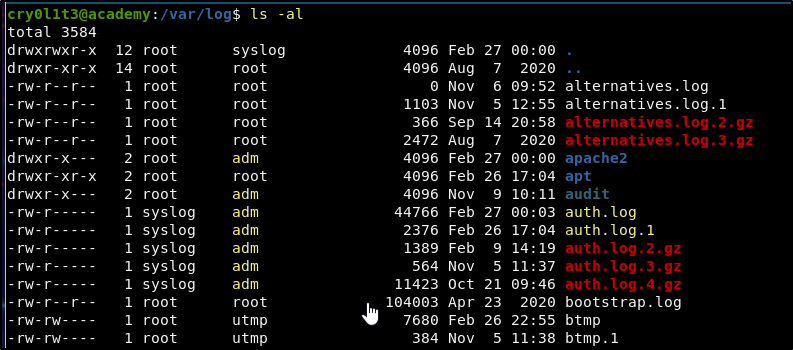 cry0l1t3@academy:/var/log$ ls -al
total 3584
drwxrwxr-x  12 root      syslog             4096 Feb 27 00:00 .
drwxr-xr-x  14 root      root               4096 Aug  7  2020 ..
-rw-r--r--   1 root      root                  0 Nov  6 09:52 alternatives.log
-rw-r--r--   1 root      root               1103 Nov  5 12:55 alternatives.log.1
-rw-r--r--   1 root      root                366 Sep 14 20:58 alternatives.log.2.gz
-rw-r--r--   1 root      root               2472 Aug  7  2020 alternatives.log.3.gz
drwxr-x---   2 root      adm                4096 Feb 27 00:00 apache2
drwxr-xr-x   2 root      root               4096 Feb 26 17:04 apt
drwxr-x---   2 root      adm                4096 Nov  9 10:11 audit
-rw-r-----   1 syslog    adm               44766 Feb 27 00:03 auth.log
-rw-r-----   1 syslog    adm                2376 Feb 26 17:04 auth.log.1
-rw-r-----   1 syslog    adm                1389 Feb  9 14:19 auth.log.2.gz
-rw-r-----   1 syslog    adm                 564 Nov  5 11:37 auth.log.3.gz
-rw-r-----   1 syslog    adm               11423 Oct 21 09:46 auth.log.4.gz
-rw-r--r--   1 root      root             104003 Apr 23  2020 bootstrap.log
-rw-rw----   1 root      utmp               7680 Feb 26 22:55 btmp
-rw-rw----   1 root      utmp                384 Nov  5 11:38 btmp.1